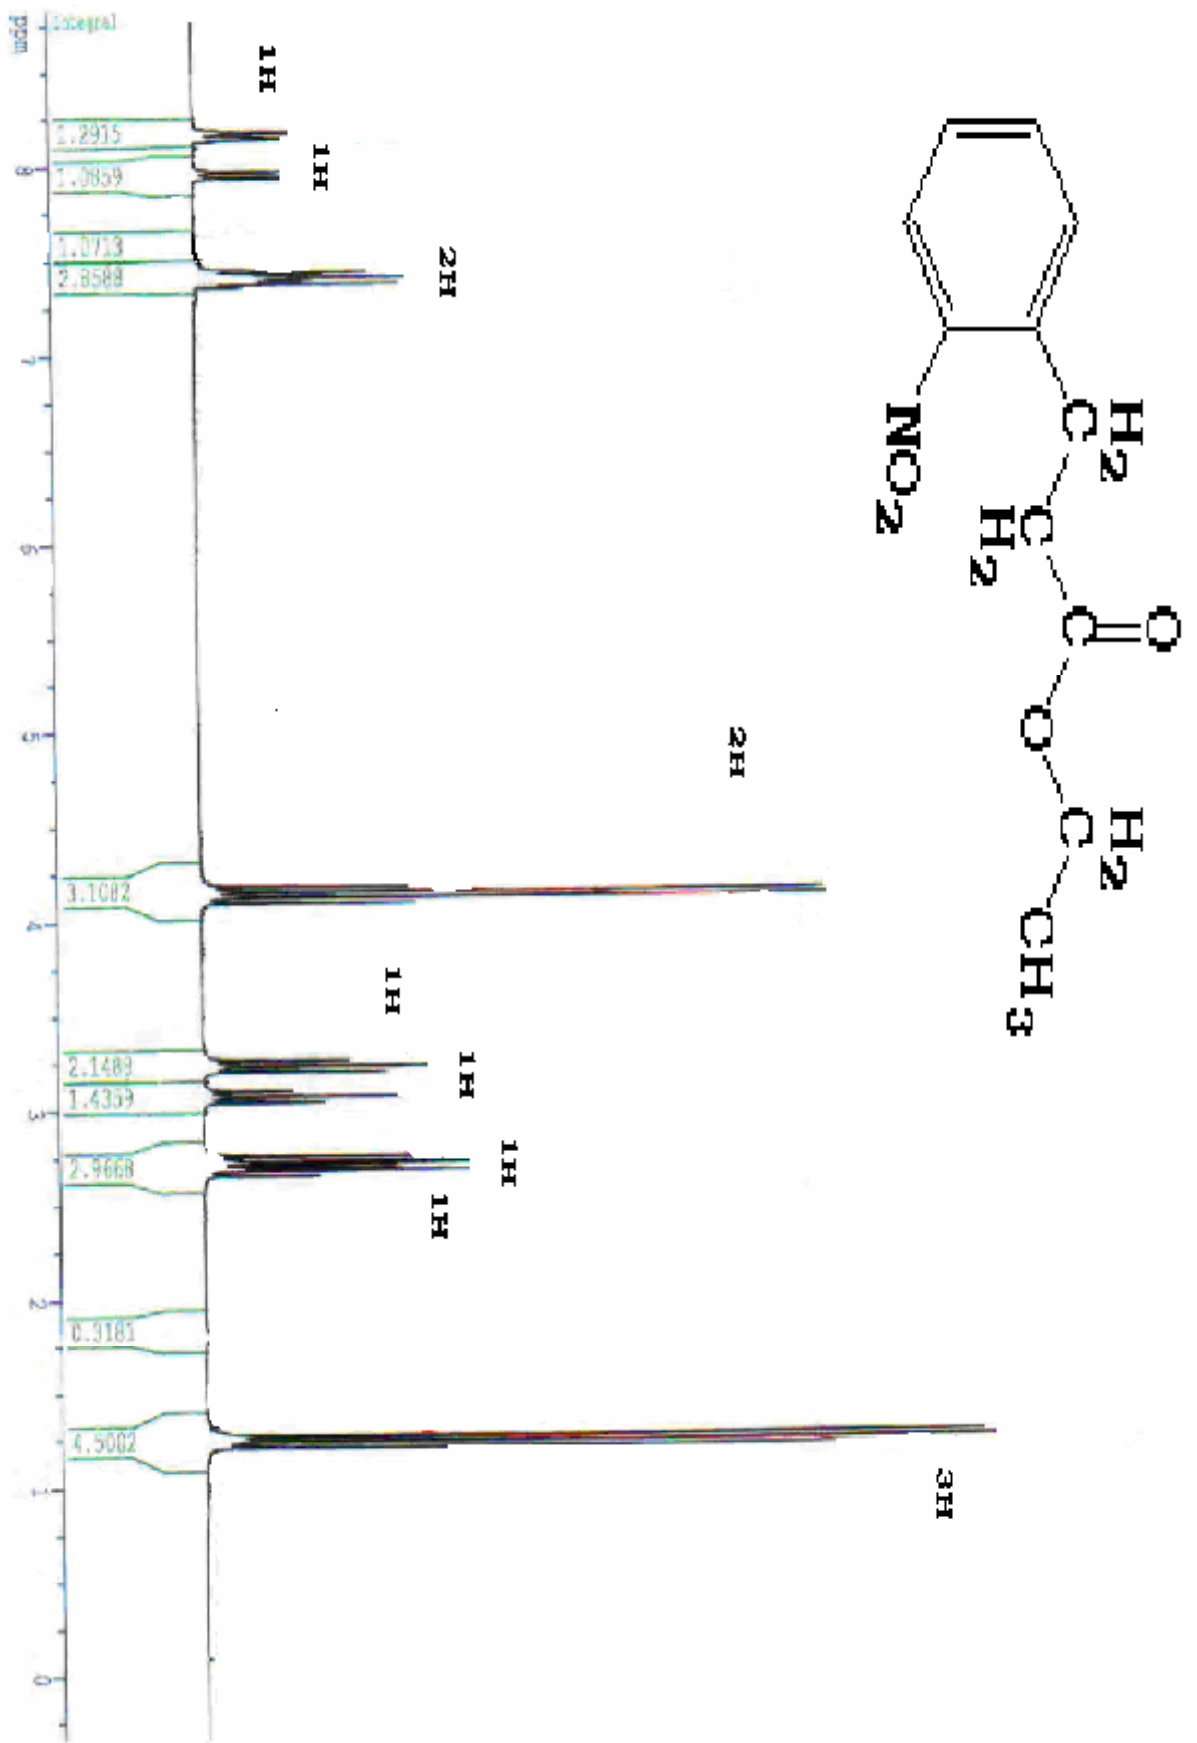 H2 H2 CH3
O
C C C O C
H2
NO2
1H
1H
2H
2H
1H
1H
1H
1H
3H
Integral
1.2915
1.0859
1.0713
2.8588
3.1082
2.1489
1.4359
2.9668
0.3181
4.5002
ppm 8 7 6 5 4 3 2 1 0